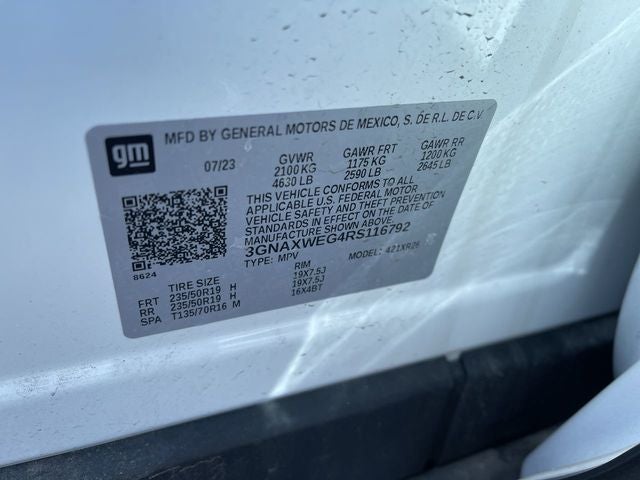 gm
MFD BY GENERAL MOTORS DE MEXICO, S. DE R.L. DE C.V.
07/23 GVWR GAWR FRT GAWR RR
2100 KG 1175 KG 1200 KG
4630 LB 2590 LB 2645 LB
THIS VEHICLE CONFORMS TO ALL
APPLICABLE U.S. FEDERAL MOTOR
VEHICLE SAFETY AND THEFT PREVENTION
STANDARDS IN EFFECT ON THE DATE OF
MANUFACTURE SHOWN ABOVE.
3GNAXWEG4RS116792
TYPE: MPV MODEL: 421XR26
8624
TIRE SIZE RIM
FRT 235/50R19 H 19X7.5J
RR 235/50R19 H 19X7.5J
SPA T135/70R16 M 16X4BT